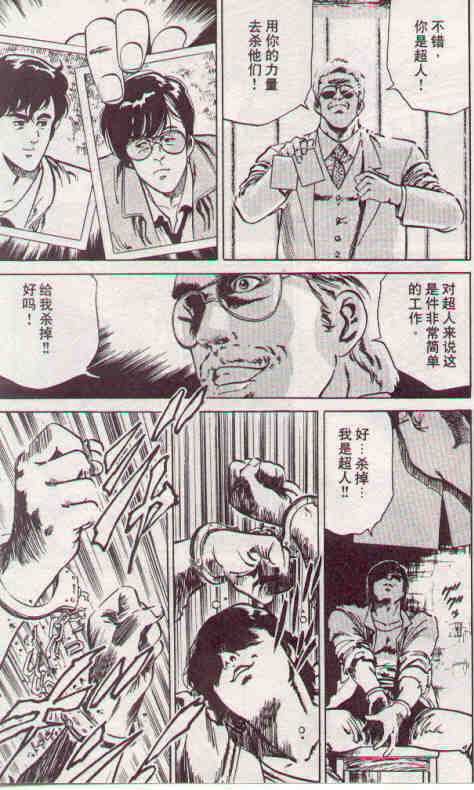 不错，
你是超人！
用你的力量
去杀他们！
对超人来说这
是件非常简单
的工作．
给我杀掉!!
好吗！
好…杀掉…
我是超人!!